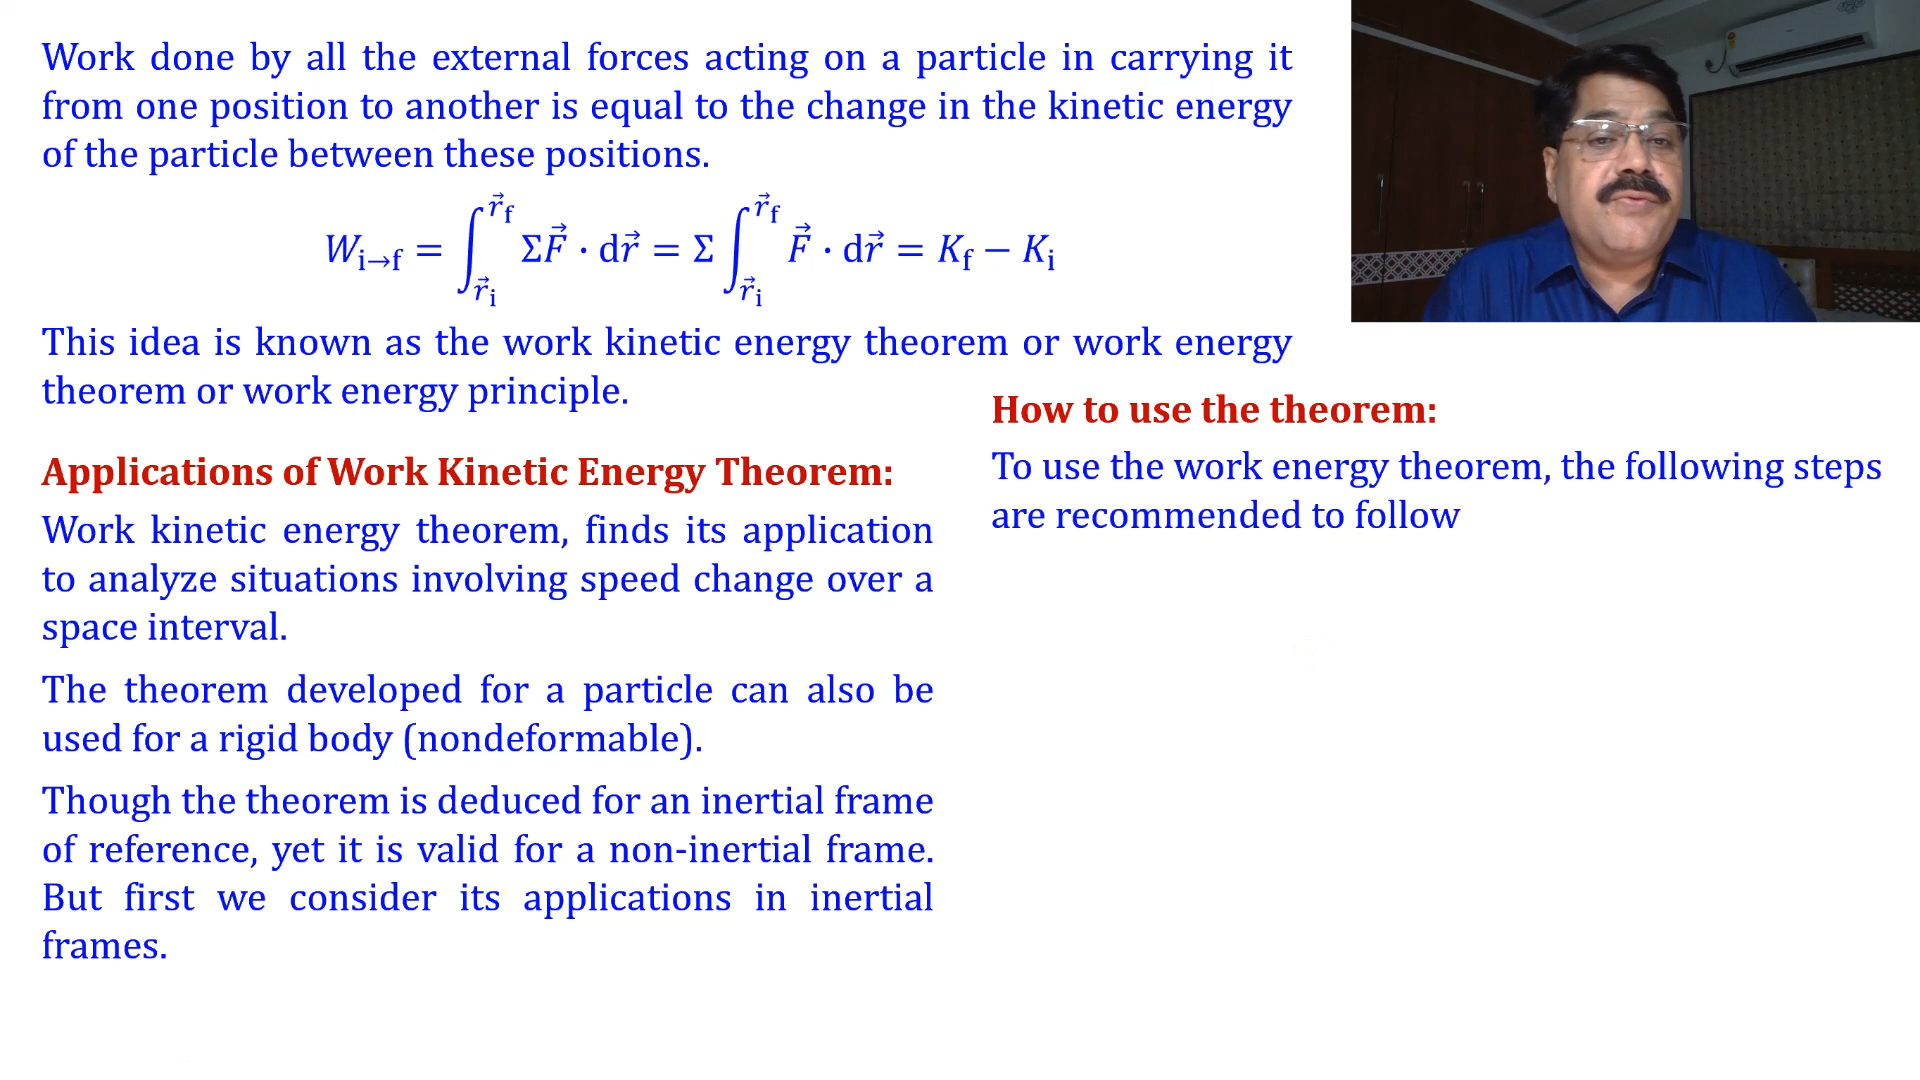 Work done by all the external forces acting on a particle in carrying it
from one position to another is equal to the change in the kinetic energy
of the particle between these positions.
W_{i→f} = ∫_{r⃗_i}^{r⃗_f} ΣF⃗ · dr⃗ = Σ ∫_{r⃗_i}^{r⃗_f} F⃗ · dr⃗ = K_f − K_i
This idea is known as the work kinetic energy theorem or work energy
theorem or work energy principle.
Applications of Work Kinetic Energy Theorem:
Work kinetic energy theorem, finds its application
to analyze situations involving speed change over a
space interval.
The theorem developed for a particle can also be
used for a rigid body (nondeformable).
Though the theorem is deduced for an inertial frame
of reference, yet it is valid for a non-inertial frame.
But first we consider its applications in inertial
frames.
How to use the theorem:
To use the work energy theorem, the following steps
are recommended to follow